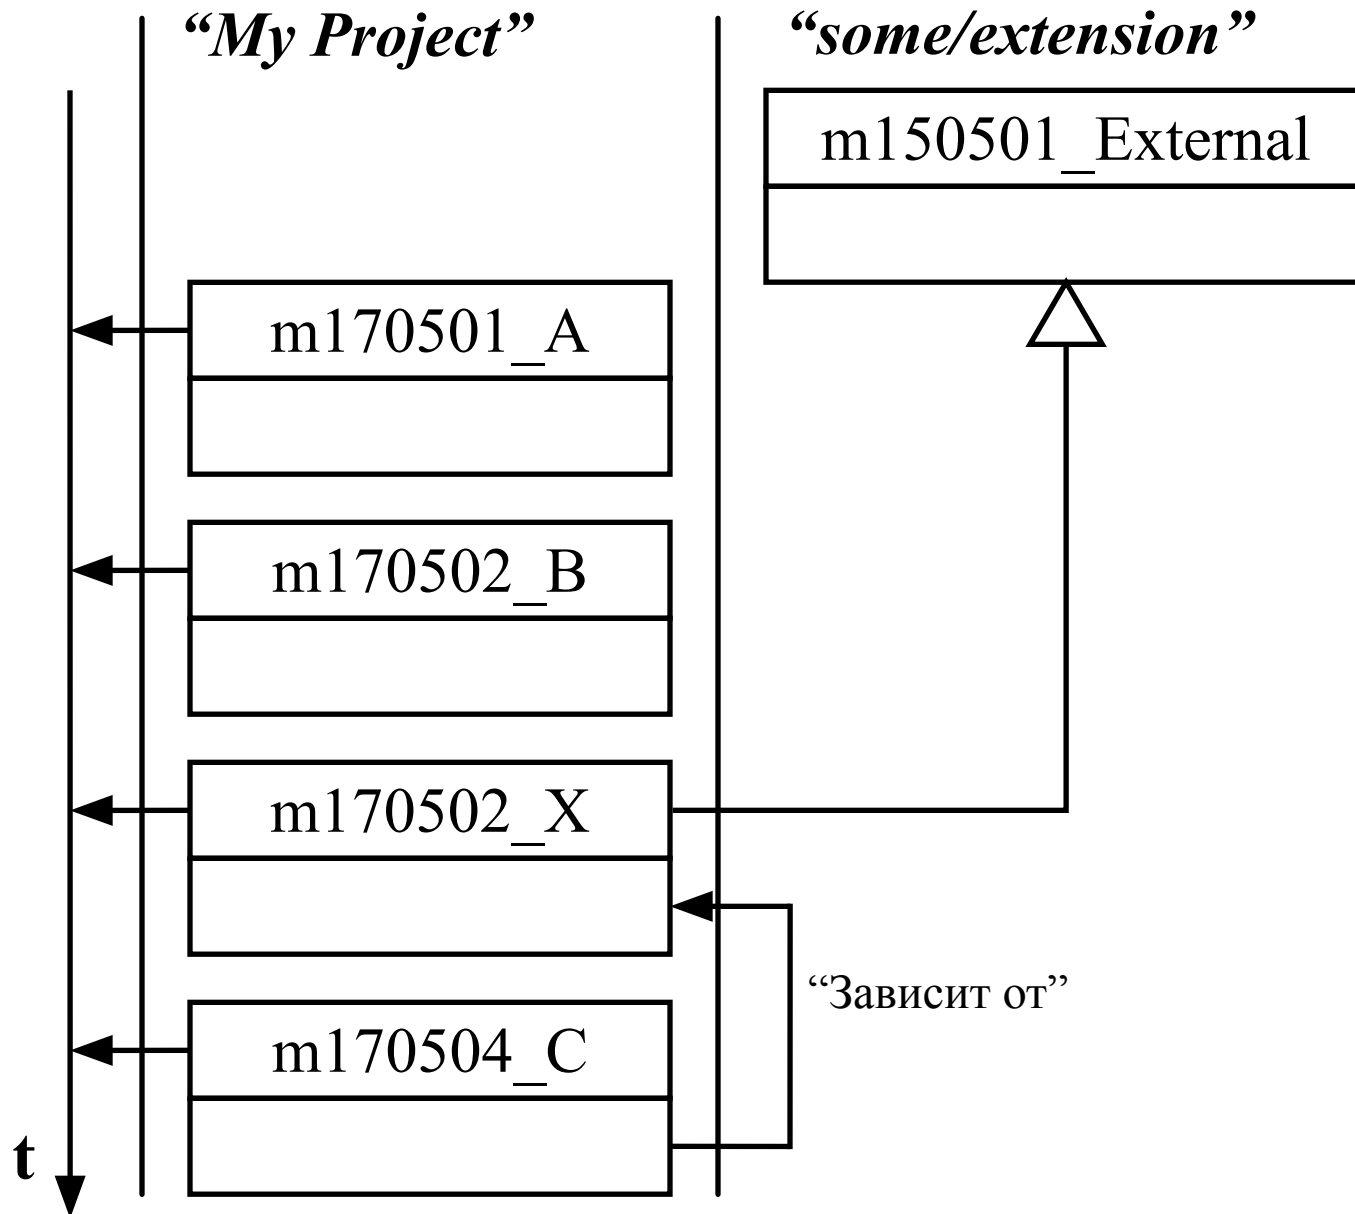 “My Project”
“some/extension”
m150501_External
m170501_A
m170502_B
m170502_X
“Зависит от”
m170504_C
t